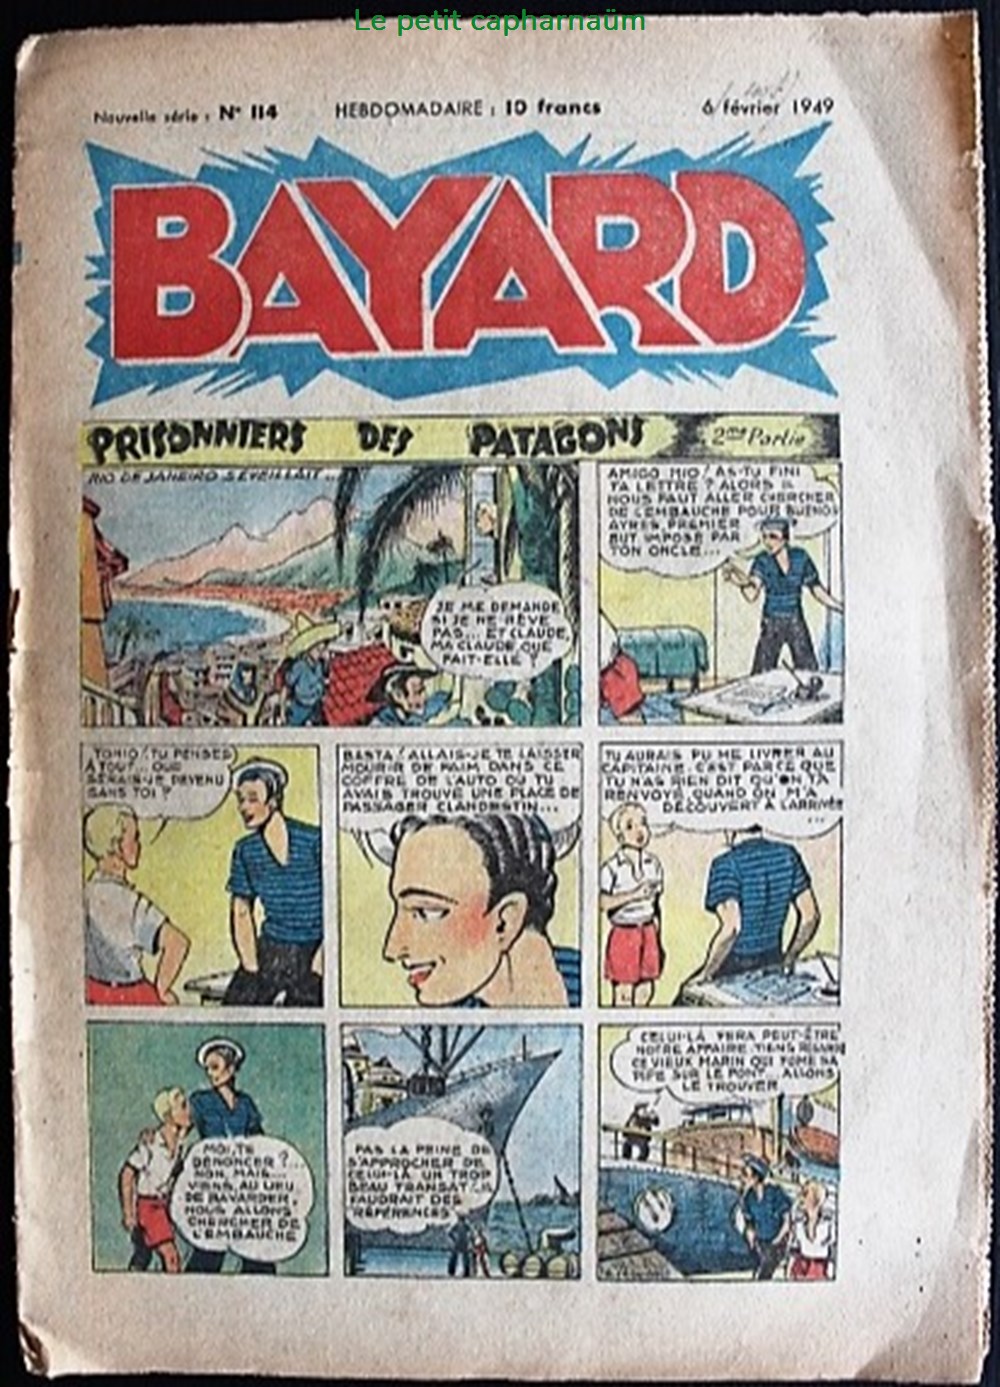 Le petit capharnaüm
Nouvelle série : N° 114 HEBDOMADAIRE : 10 francs 6 février 1949
BAYARD
PRISONNIERS DES PATAGONS 2me Partie
RIO DE JANEIRO S'ÉVEILLAIT...
JE ME DEMANDE
SI JE NE RÊVE
PAS... ET CLAUDE,
MA CLAUDE QUE
FAIT-ELLE ?
AMIGO MIO ! AS-TU FINI
TA LETTRE ? ALORS IL
NOUS FAUT ALLER CHERCHER
DE L'EMBAUCHE POUR BUENOS
AYRES, PREMIER
BUT IMPOSÉ PAR
TON ONCLE...
TONIO ! TU PENSES
À TOUT... QUE
SERAIS-JE DEVENU
SANS TOI ?
BASTA ! ALLAIS-JE TE LAISSER
MOURIR DE FAIM DANS CE
COFFRE DE L'AUTO OÙ TU
AVAIS TROUVÉ UNE PLACE DE
PASSAGER CLANDESTIN...
TU AURAIS PU ME LIVRER AU
CAPITAINE. C'EST PARCE QUE
TU N'AS RIEN DIT QU'ON T'A
RENVOYÉ QUAND ON M'A
DÉCOUVERT À L'ARRIVÉE
...
MOI, TE
DÉNONCER ?...
NON, MAIS...
VIENS, AU LIEU
DE BAVARDER,
NOUS ALLONS
CHERCHER DE
L'EMBAUCHE
PAS LA PEINE DE
S'APPROCHER DE
CELUI-LÀ UN TROP
BEAU TRANSAT. IL
FAUDRAIT DES
RÉFÉRENCES
CELUI-LÀ FERA PEUT-ÊTRE
NOTRE AFFAIRE. TIENS REGARDE
CE VIEUX MARIN QUI FUME SA
PIPE SUR LE PONT... ALLONS
LE TROUVER